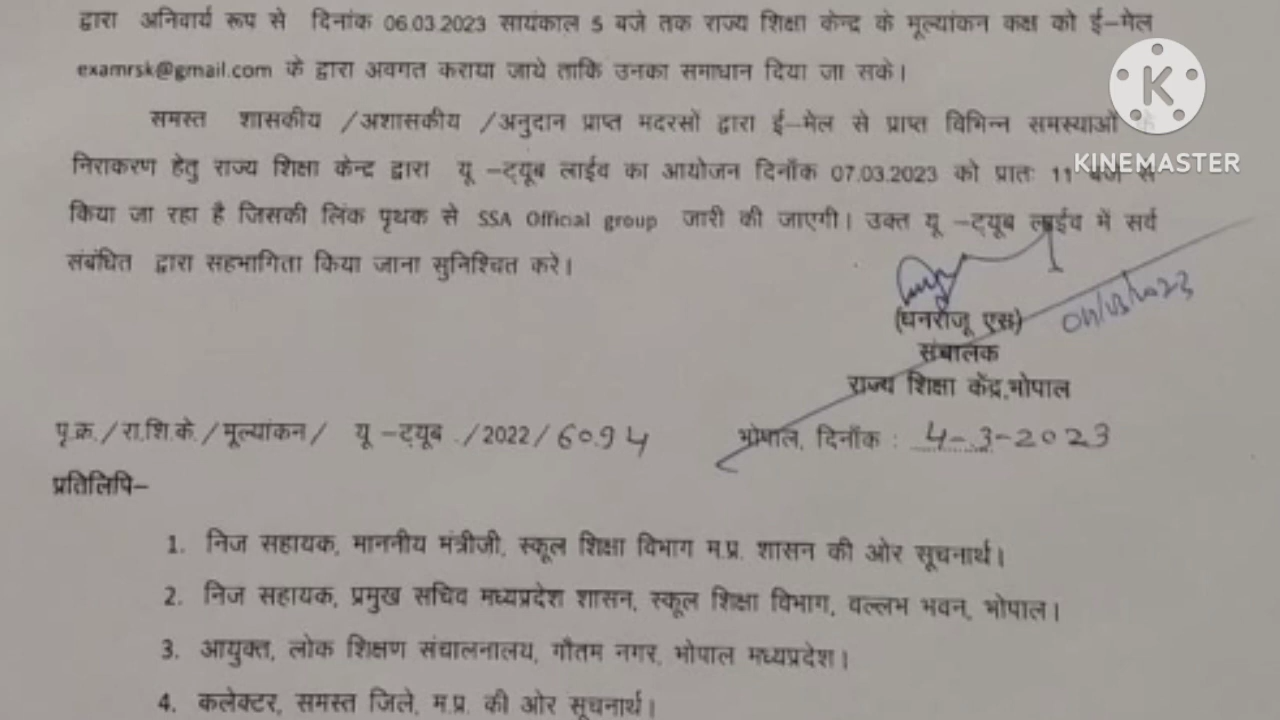 द्वारा अनिवार्य रूप से दिनांक 06.03.2023 सायंकाल 5 बजे तक राज्य शिक्षा केन्द्र के मूल्यांकन कक्ष को ई–मेल
examrsk@gmail.com के द्वारा अवगत कराया जाये ताकि उनका समाधान दिया जा सके।
समस्त शासकीय /अशासकीय /अनुदान प्राप्त मदरसों द्वारा ई–मेल से प्राप्त विभिन्न समस्याओं
निराकरण हेतु राज्य शिक्षा केन्द्र द्वारा यू –ट्यूब लाईव का आयोजन दिनाँक 07.03.2023 को प्रातः 11 बजे से
किया जा रहा है जिसकी लिंक पृथक से SSA Official group जारी की जाएगी। उक्त यू –ट्यूब लाईव में सर्व
संबंधित द्वारा सहभागिता किया जाना सुनिश्चित करे।
(धनराजू एस)
04/03/2023
संचालक
राज्य शिक्षा केंद्र,भोपाल
पृ.क्र./रा.शि.के./मूल्यांकन/ यू –ट्यूब ./2022/6094 भोपाल, दिनाँक : 4-3-2023
प्रतिलिपि–
1. निज सहायक, माननीय मंत्रीजी, स्कूल शिक्षा विभाग म.प्र. शासन की ओर सूचनार्थ।
2. निज सहायक, प्रमुख सचिव मध्यप्रदेश शासन, स्कूल शिक्षा विभाग, वल्लभ भवन, भोपाल।
3. आयुक्त, लोक शिक्षण संचालनालय, गौतम नगर, भोपाल मध्यप्रदेश।
4. कलेक्टर, समस्त जिले, म.प्र. की ओर सूचनार्थ।
K
KINEMASTER